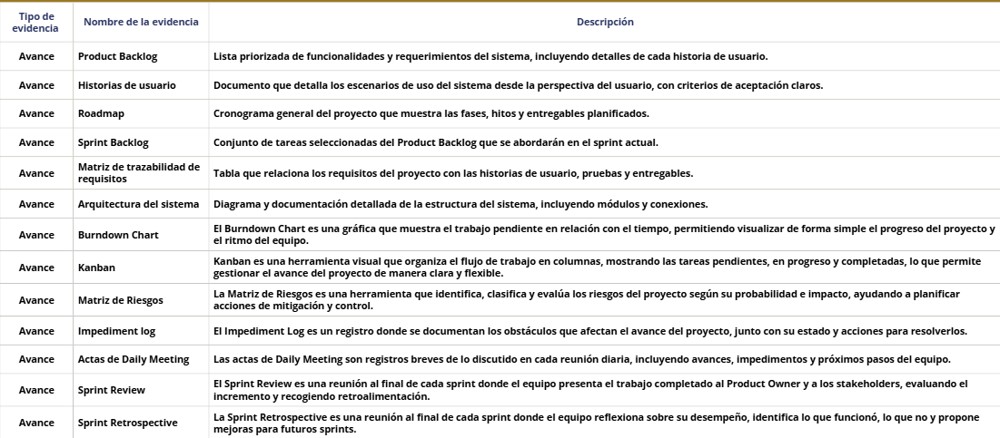 Tipo de
evidencia
Nombre de la evidencia
Descripción
Avance
Product Backlog
Lista priorizada de funcionalidades y requerimientos del sistema, incluyendo detalles de cada historia de usuario.
Avance
Historias de usuario
Documento que detalla los escenarios de uso del sistema desde la perspectiva del usuario, con criterios de aceptación claros.
Avance
Roadmap
Cronograma general del proyecto que muestra las fases, hitos y entregables planificados.
Avance
Sprint Backlog
Conjunto de tareas seleccionadas del Product Backlog que se abordarán en el sprint actual.
Avance
Matriz de trazabilidad de
requisitos
Tabla que relaciona los requisitos del proyecto con las historias de usuario, pruebas y entregables.
Avance
Arquitectura del sistema
Diagrama y documentación detallada de la estructura del sistema, incluyendo módulos y conexiones.
Avance
Burndown Chart
El Burndown Chart es una gráfica que muestra el trabajo pendiente en relación con el tiempo, permitiendo visualizar de forma simple el progreso del proyecto y
el ritmo del equipo.
Avance
Kanban
Kanban es una herramienta visual que organiza el flujo de trabajo en columnas, mostrando las tareas pendientes, en progreso y completadas, lo que permite
gestionar el avance del proyecto de manera clara y flexible.
Avance
Matriz de Riesgos
La Matriz de Riesgos es una herramienta que identifica, clasifica y evalúa los riesgos del proyecto según su probabilidad e impacto, ayudando a planificar
acciones de mitigación y control.
Avance
Impediment log
El Impediment Log es un registro donde se documentan los obstáculos que afectan el avance del proyecto, junto con su estado y acciones para resolverlos.
Avance
Actas de Daily Meeting
Las actas de Daily Meeting son registros breves de lo discutido en cada reunión diaria, incluyendo avances, impedimentos y próximos pasos del equipo.
Avance
Sprint Review
El Sprint Review es una reunión al final de cada sprint donde el equipo presenta el trabajo completado al Product Owner y a los stakeholders, evaluando el
incremento y recogiendo retroalimentación.
Avance
Sprint Retrospective
La Sprint Retrospective es una reunión al final de cada sprint donde el equipo reflexiona sobre su desempeño, identifica lo que funcionó, lo que no y propone
mejoras para futuros sprints.